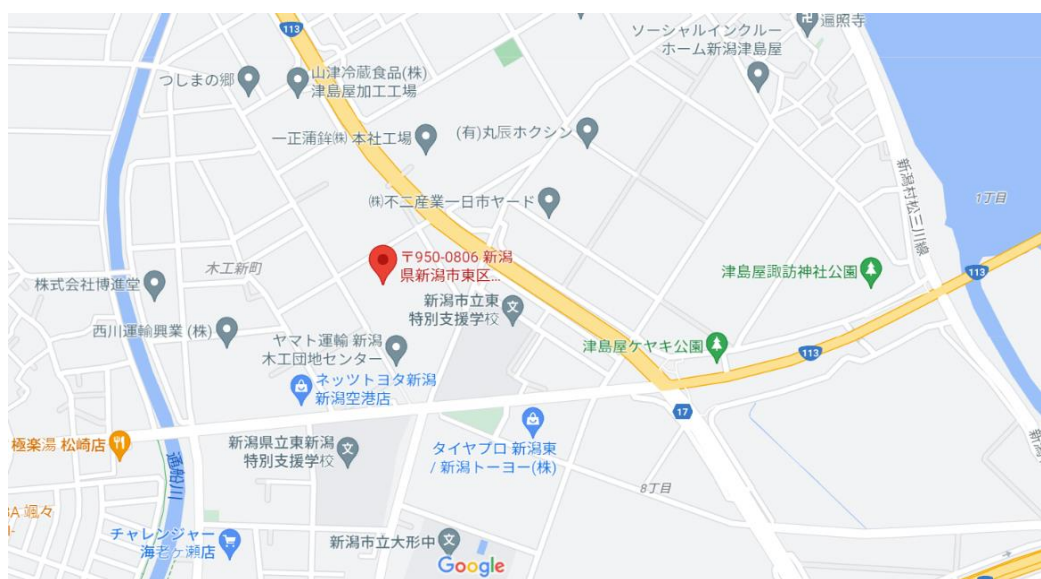 113
遍照寺
ソーシャルインクルー
ホーム新潟津島屋
つしまの郷
山津冷蔵食品(株)
津島屋加工工場
一正蒲鉾㈱ 本社工場
(有)丸辰ホクシン
新潟村松三川線
1丁目
㈱不二産業一日市ヤード
〒950-0806 新潟
県新潟市東区...
木工新町
津島屋諏訪神社公園
113
株式会社博進堂
新潟市立東
特別支援学校
西川運輸興業 (株)
ヤマト運輸 新潟
木工団地センター
津島屋ケヤキ公園
113
ネッツトヨタ新潟
新潟空港店
17
極楽湯 松崎店
新潟県立東新潟
特別支援学校
タイヤプロ 新潟東
/ 新潟トーヨー(株)
通船川
8丁目
チャレンジャー
海老ヶ瀬店
新潟市立大形中
Google